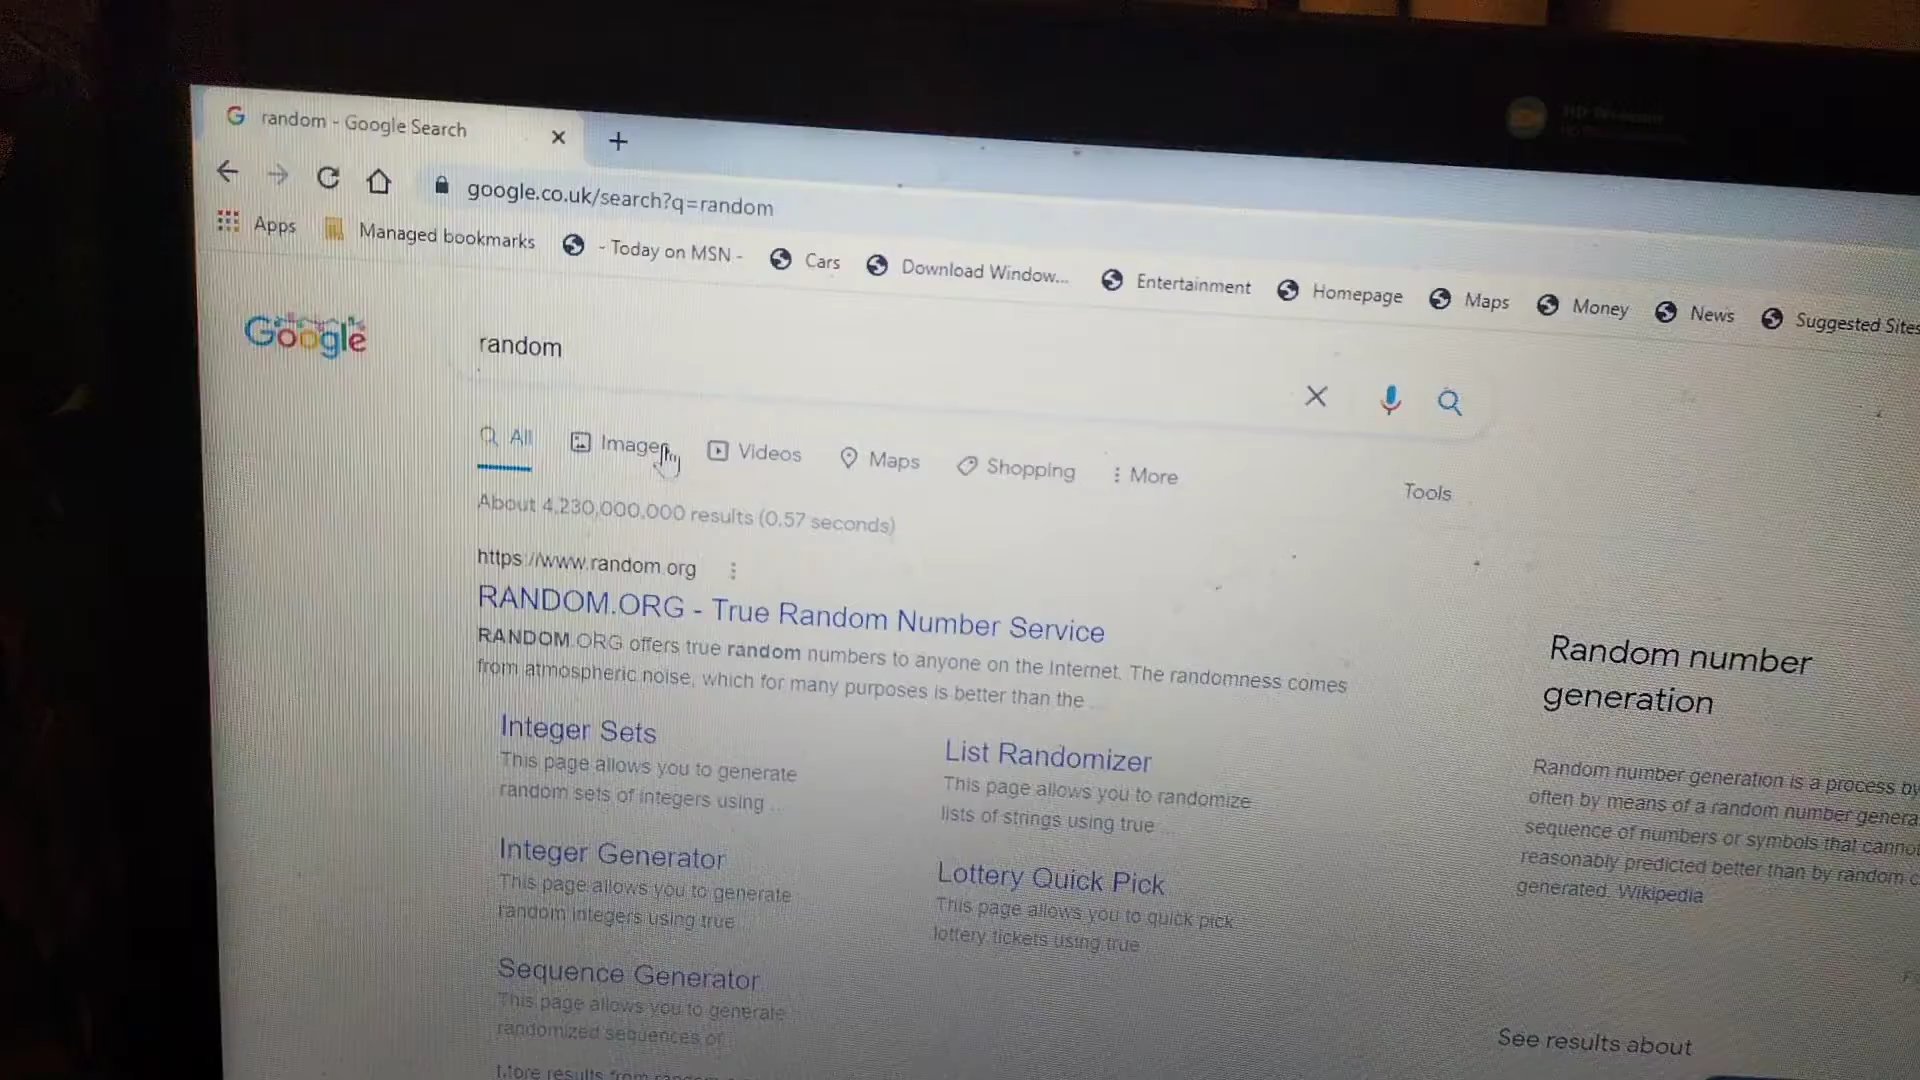 random - Google Search
google.co.uk/search?q=random
Apps Managed bookmarks - Today on MSN - Cars Download Window... Entertainment Homepage Maps Money News Suggested Sites
Google
random
All Images Videos Maps Shopping More
Tools
About 4,230,000,000 results (0.57 seconds)
https://www.random.org
RANDOM.ORG - True Random Number Service
RANDOM.ORG offers true random numbers to anyone on the Internet. The randomness comes
from atmospheric noise, which for many purposes is better than the ...
Integer Sets
This page allows you to generate
random sets of integers using ...
List Randomizer
This page allows you to randomize
lists of strings using true ...
Integer Generator
This page allows you to generate
random integers using true
Lottery Quick Pick
This page allows you to quick pick
lottery tickets using true
Sequence Generator
This page allows you to generate
randomized sequences of
More results from
Random number
generation
Random number generation is a process by
often by means of a random number genera
sequence of numbers or symbols that cannot
reasonably predicted better than by random c
generated. Wikipedia
See results about